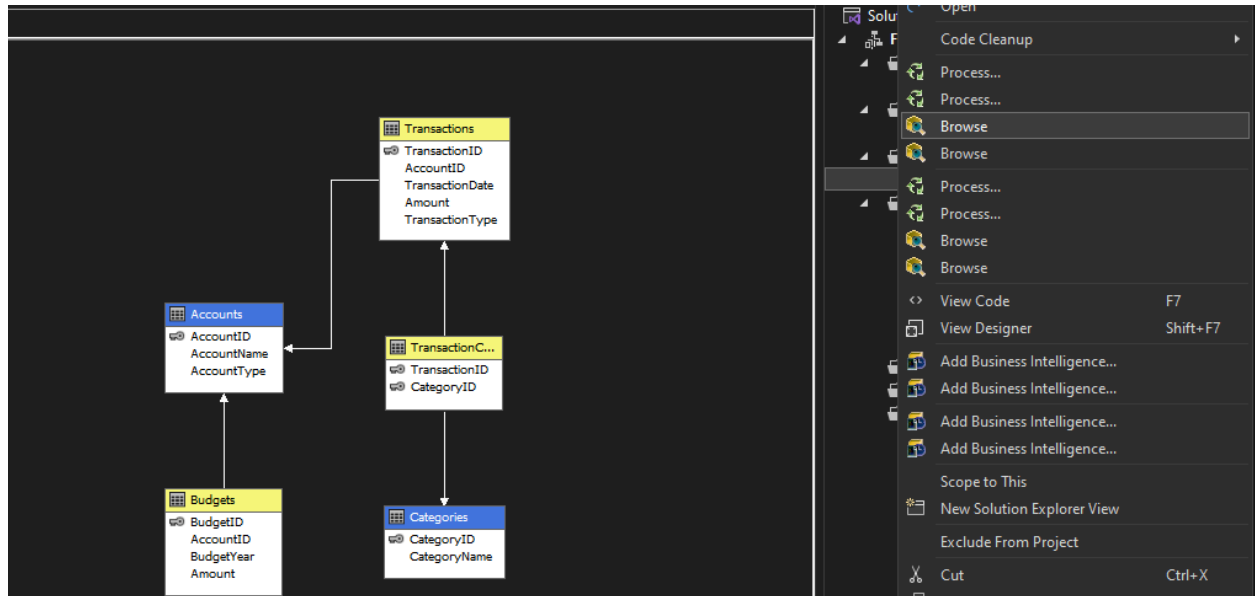 Transactions
TransactionID
AccountID
TransactionDate
Amount
TransactionType
Accounts
AccountID
AccountName
AccountType
TransactionC...
TransactionID
CategoryID
Budgets
BudgetID
AccountID
BudgetYear
Amount
Categories
CategoryID
CategoryName
Solu
F
Open
Code Cleanup
Process...
Process...
Browse
Browse
Process...
Process...
Browse
Browse
View Code F7
View Designer Shift+F7
Add Business Intelligence...
Add Business Intelligence...
Add Business Intelligence...
Add Business Intelligence...
Scope to This
New Solution Explorer View
Exclude From Project
Cut Ctrl+X